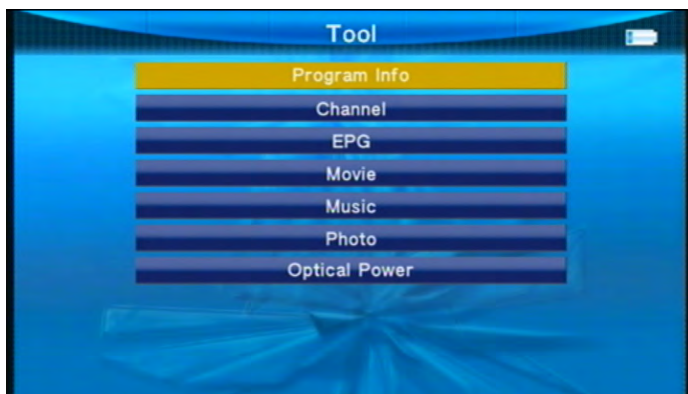 Tool
Program Info
Channel
EPG
Movie
Music
Photo
Optical Power